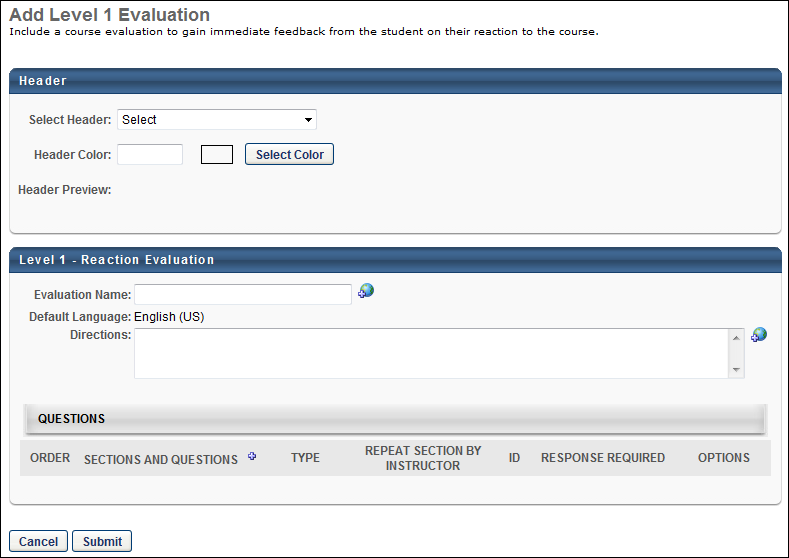 Add Level 1 Evaluation
Include a course evaluation to gain immediate feedback from the student on their reaction to the course.
Header
Select Header: Select
Header Color: Select Color
Header Preview:
Level 1 - Reaction Evaluation
Evaluation Name:
Default Language: English (US)
Directions:
QUESTIONS
ORDER SECTIONS AND QUESTIONS TYPE REPEAT SECTION BY INSTRUCTOR ID RESPONSE REQUIRED OPTIONS
Cancel Submit